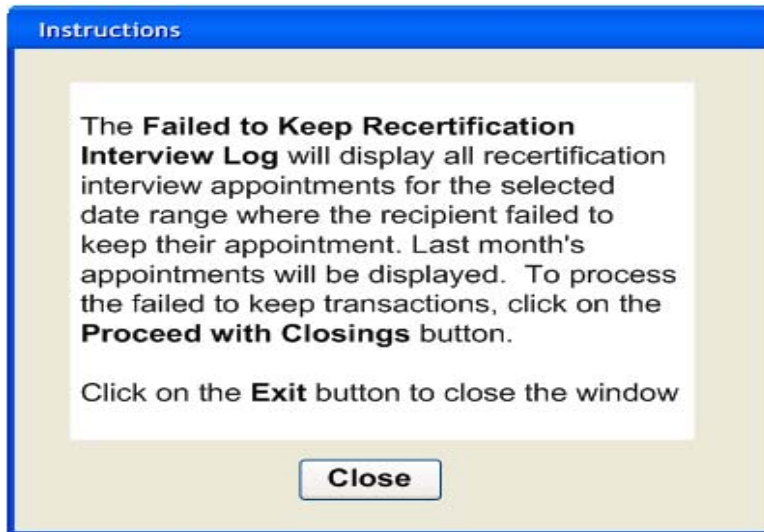 Instructions
The Failed to Keep Recertification
Interview Log will display all recertification
interview appointments for the selected
date range where the recipient failed to
keep their appointment. Last month's
appointments will be displayed.  To process
the failed to keep transactions, click on the
Proceed with Closings button.
Click on the Exit button to close the window
Close